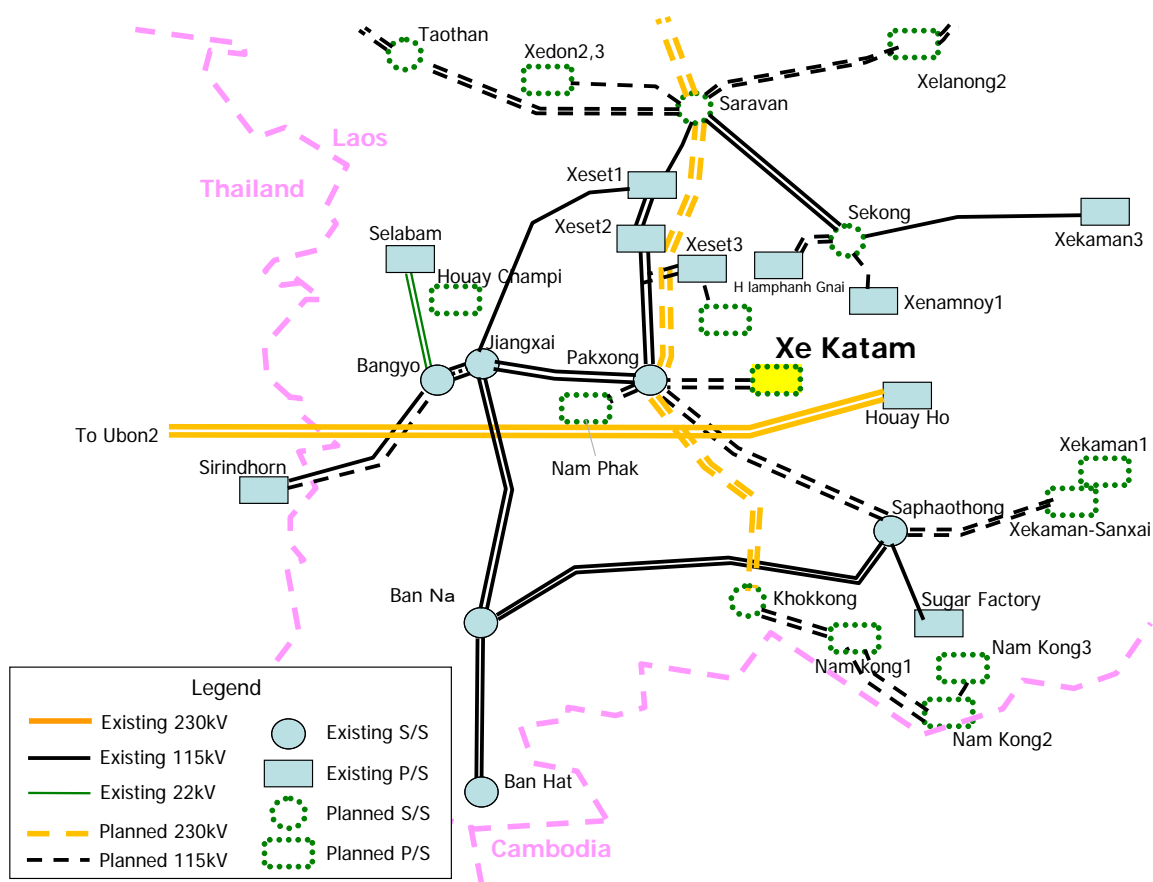 Taothan
Xedon2,3
Xelanong2
Saravan
Laos
Thailand
Xeset1
Xeset2
Sekong
Xekaman3
Selabam
Xeset3
Houay Champi
H lamphanh Gnai
Xenamnoy1
Jiangxai
Pakxong
Xe Katam
Bangyo
Houay Ho
To Ubon2
Nam Phak
Xekaman1
Sirindhorn
Saphaothong
Xekaman-Sanxai
Ban Na
Khokkong
Sugar Factory
Nam kong1
Nam Kong3
Nam Kong2
Ban Hat
Cambodia
Legend
Existing 230kV
Existing 115kV
Existing 22kV
Planned 230kV
Planned 115kV
Existing S/S
Existing P/S
Planned S/S
Planned P/S